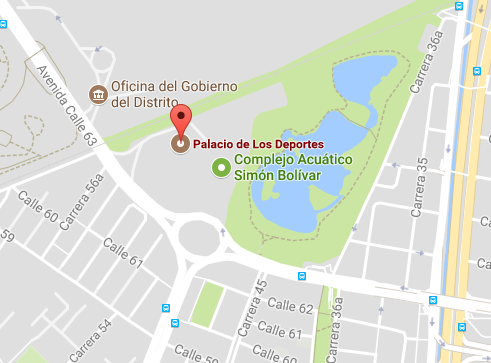 Carrera 36a
Avenida Calle 63
Oficina del Gobierno
del Distrito
Palacio de Los Deportes
Complejo Acuático
Simón Bolívar
Carrera 35
Carrera 56a
Calle 60
59
Calle 61
Carrera 45
Carrera 36a
Calle 62
Calle 61
Carrera 54
Calle 60